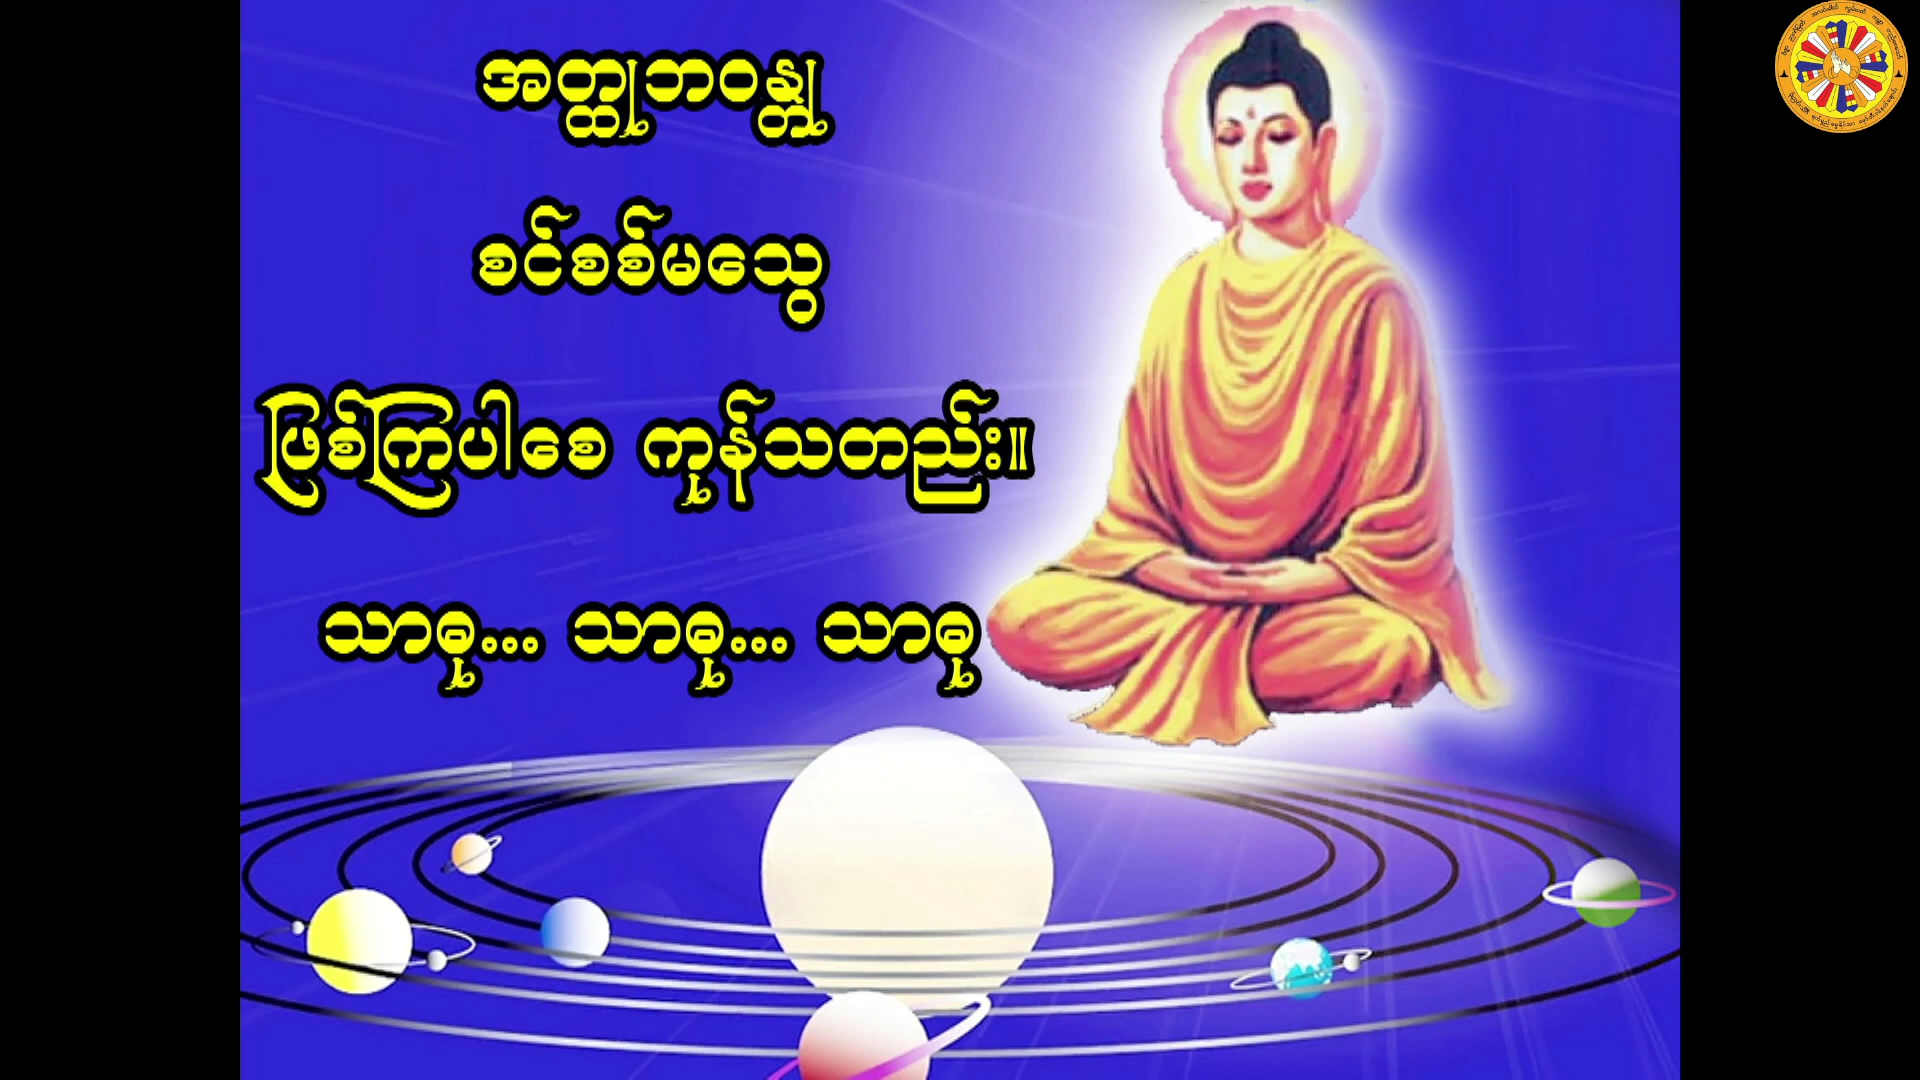 အတ္ထုဘဝန္တု
စင်စစ်မသွေ
ဖြစ်ကြပါစေ ကုန်သတည်း။
သာဓု... သာဓု... သာဓု